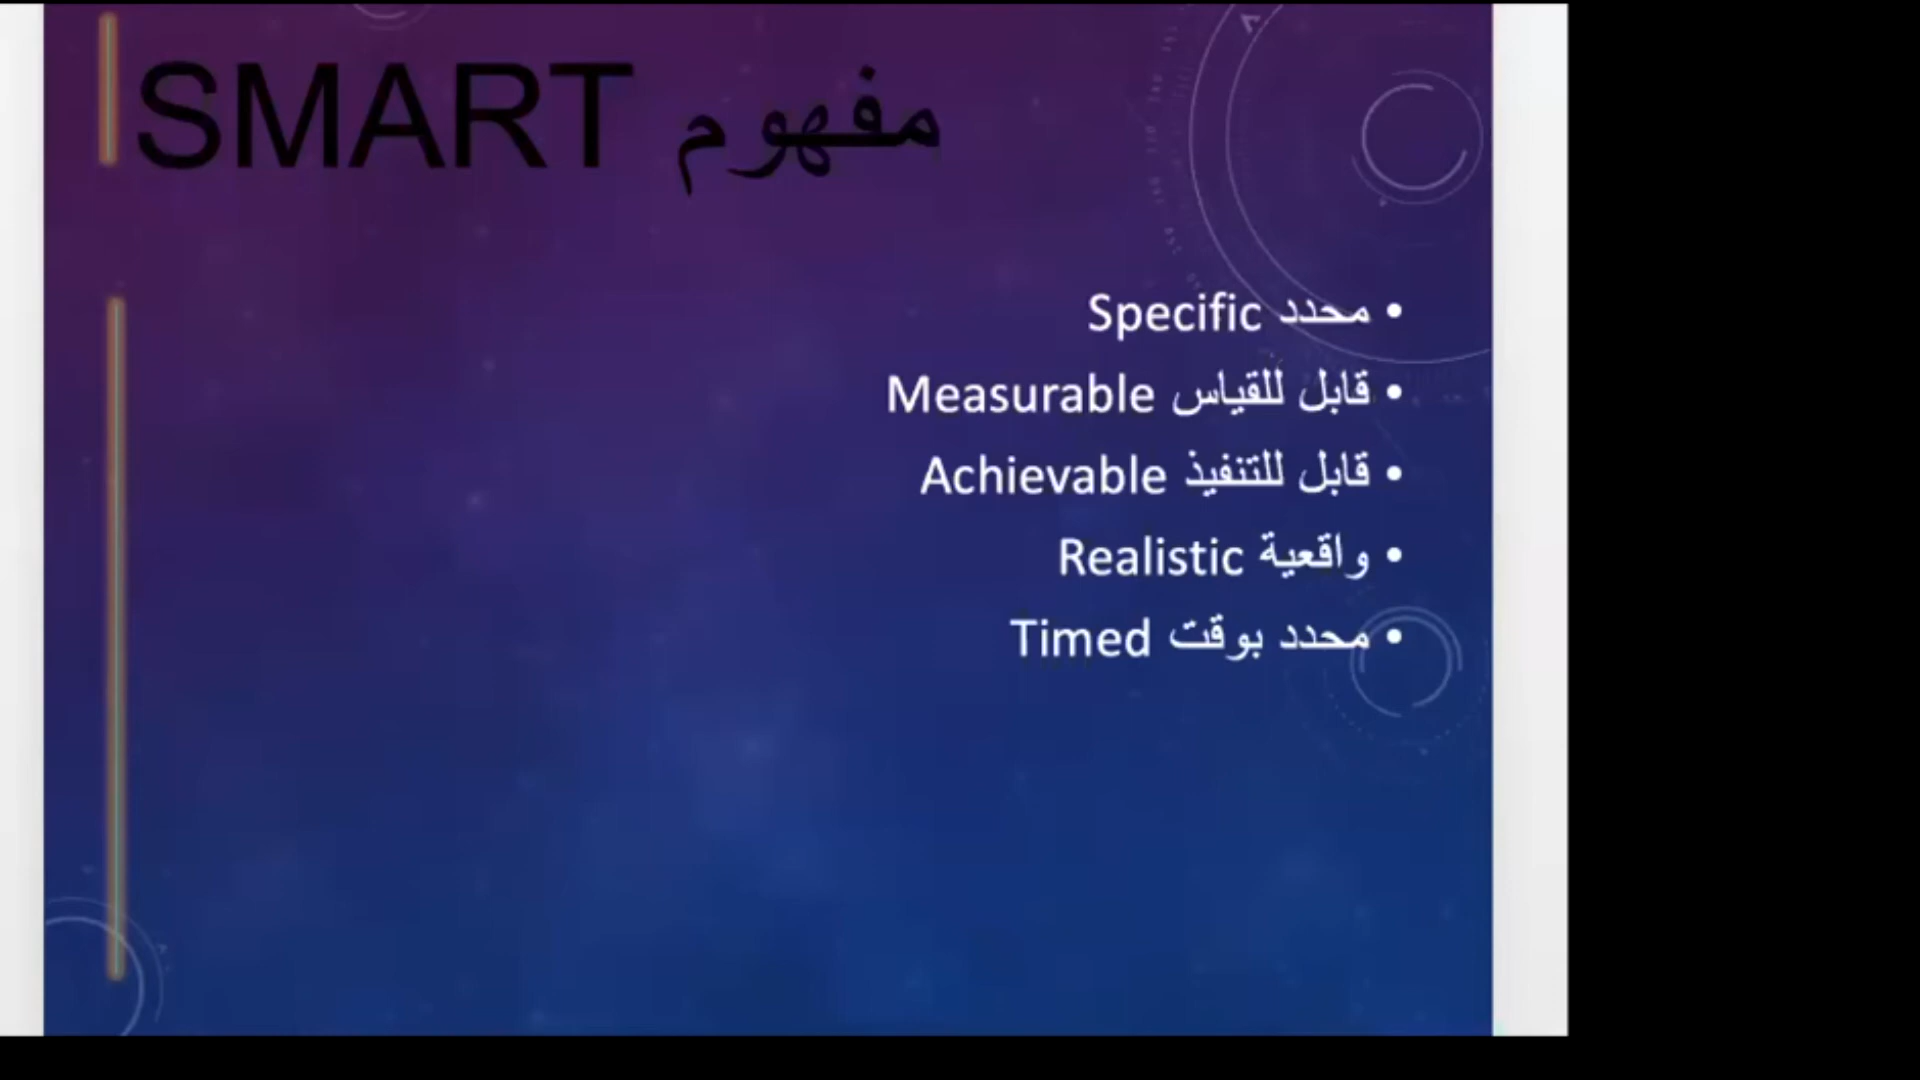 مفهوم SMART
• محدد Specific
• قابل للقياس Measurable
• قابل للتنفيذ Achievable
• واقعية Realistic
• محدد بوقت Timed